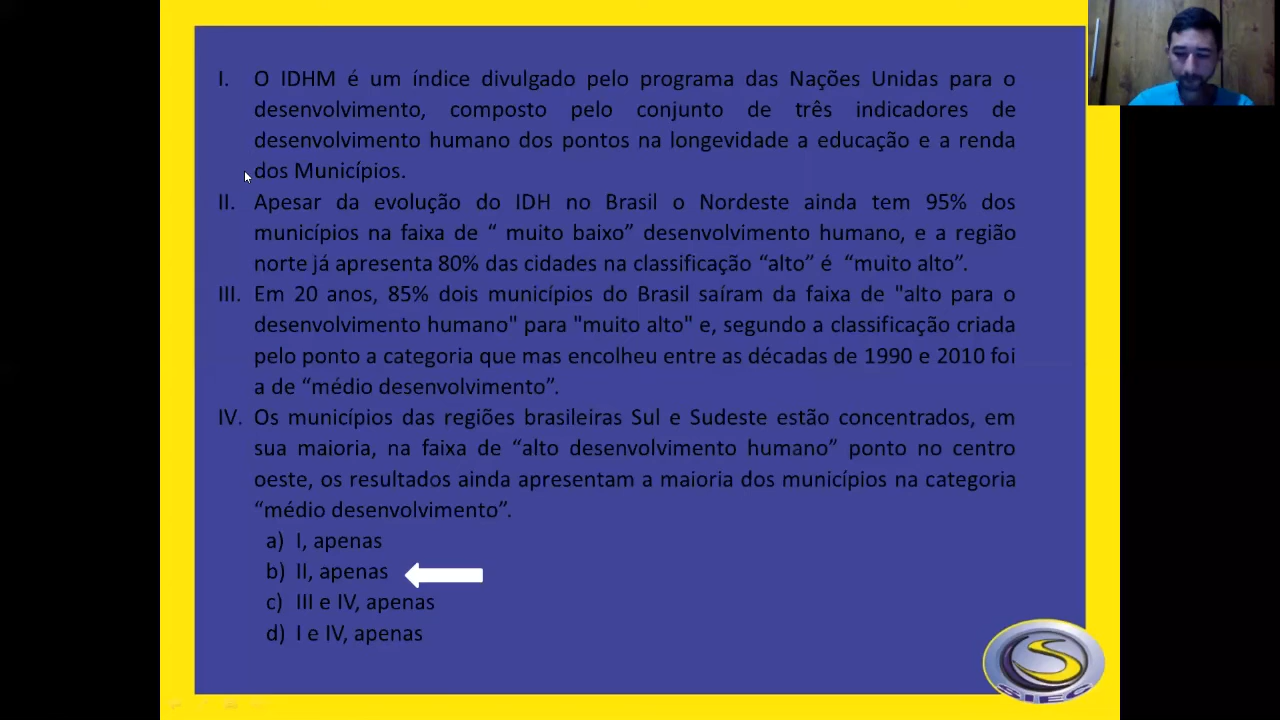 I. O IDHM é um índice divulgado pelo programa das Nações Unidas para o
desenvolvimento, composto pelo conjunto de três indicadores de
desenvolvimento humano dos pontos na longevidade a educação e a renda
dos Municípios.
II. Apesar da evolução do IDH no Brasil o Nordeste ainda tem 95% dos
municípios na faixa de “ muito baixo” desenvolvimento humano, e a região
norte já apresenta 80% das cidades na classificação “alto” é “muito alto”.
III. Em 20 anos, 85% dois municípios do Brasil saíram da faixa de "alto para o
desenvolvimento humano" para "muito alto" e, segundo a classificação criada
pelo ponto a categoria que mas encolheu entre as décadas de 1990 e 2010 foi
a de “médio desenvolvimento”.
IV. Os municípios das regiões brasileiras Sul e Sudeste estão concentrados, em
sua maioria, na faixa de “alto desenvolvimento humano” ponto no centro
oeste, os resultados ainda apresentam a maioria dos municípios na categoria
“médio desenvolvimento”.
a) I, apenas
b) II, apenas
c) III e IV, apenas
d) I e IV, apenas
SIEC